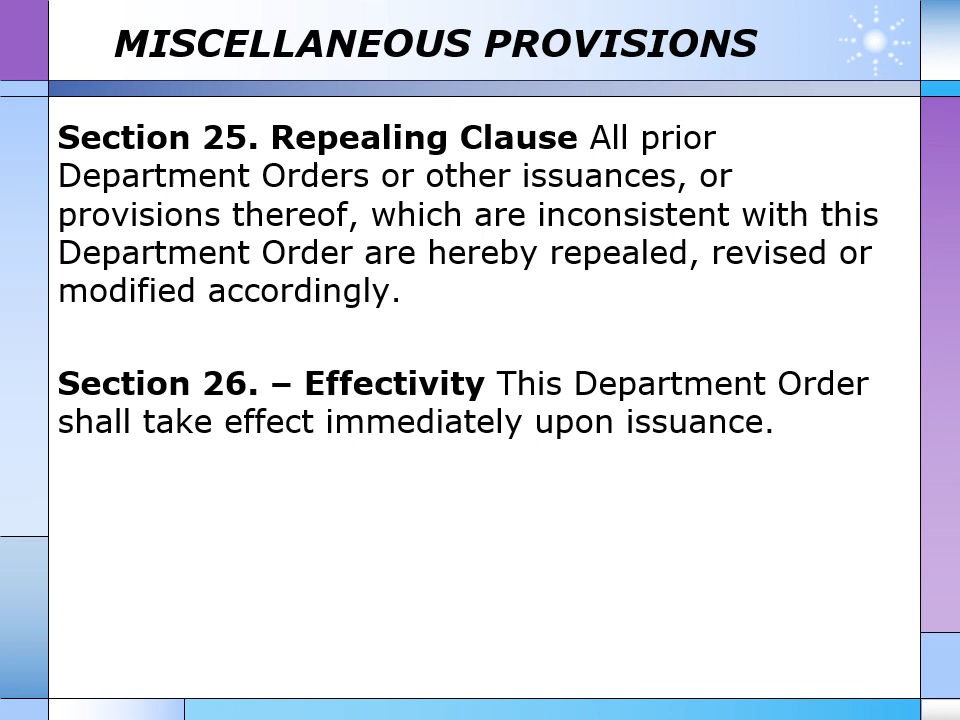 MISCELLANEOUS PROVISIONS
Section 25. Repealing Clause All prior
Department Orders or other issuances, or
provisions thereof, which are inconsistent with this
Department Order are hereby repealed, revised or
modified accordingly.
Section 26. – Effectivity This Department Order
shall take effect immediately upon issuance.